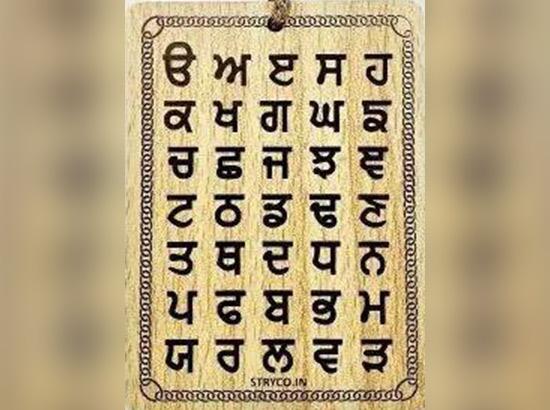 ੳ ਅ ੲ ਸ ਹ
ਕ ਖ ਗ ਘ ਙ
ਚ ਛ ਜ ਝ ਞ
ਟ ਠ ਡ ਢ ਣ
ਤ ਥ ਦ ਧ ਨ
ਪ ਫ ਬ ਭ ਮ
ਯ ਰ ਲ ਵ ੜ
STRYCO.IN